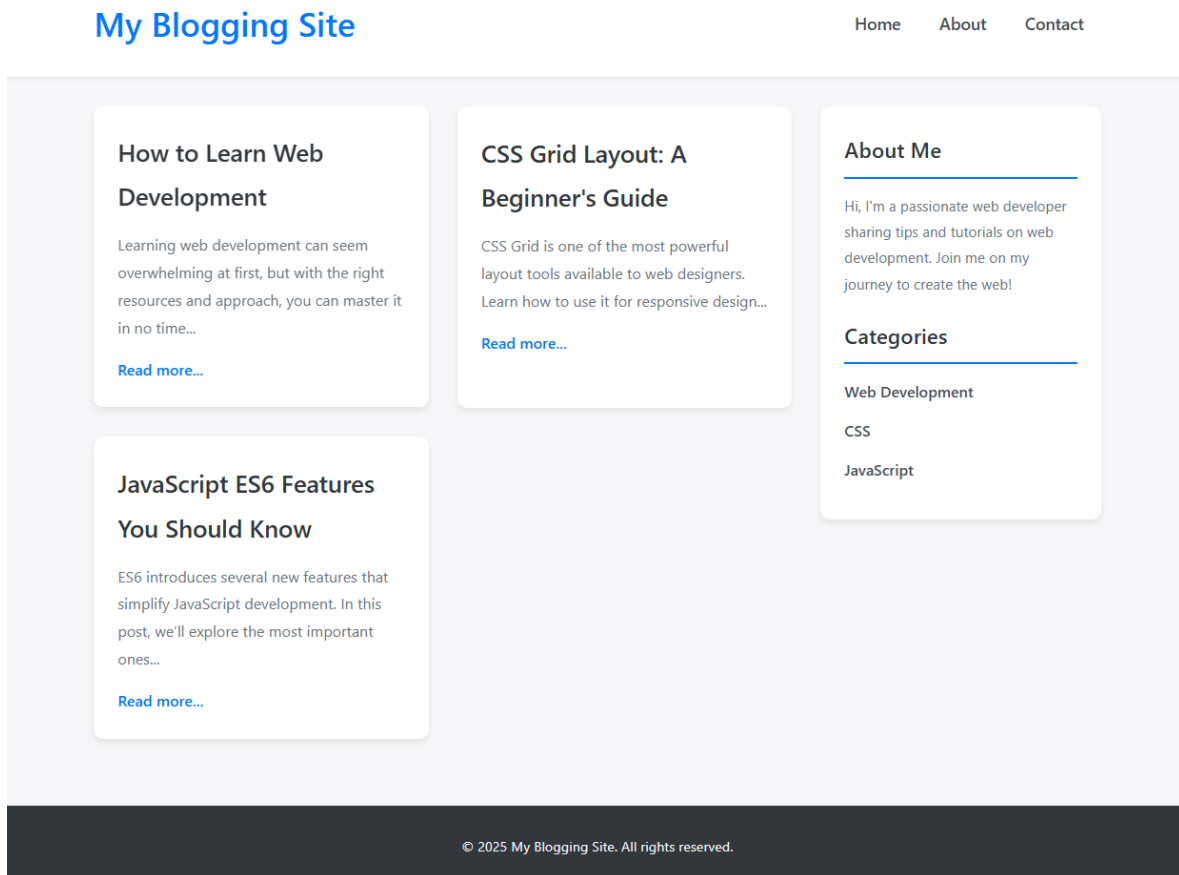 My Blogging Site
Home
About
Contact
How to Learn Web
Development
Learning web development can seem
overwhelming at first, but with the right
resources and approach, you can master it
in no time...
Read more...
CSS Grid Layout: A
Beginner's Guide
CSS Grid is one of the most powerful
layout tools available to web designers.
Learn how to use it for responsive design...
Read more...
JavaScript ES6 Features
You Should Know
ES6 introduces several new features that
simplify JavaScript development. In this
post, we'll explore the most important
ones...
Read more...
About Me
Hi, I'm a passionate web developer
sharing tips and tutorials on web
development. Join me on my
journey to create the web!
Categories
Web Development
CSS
JavaScript
© 2025 My Blogging Site. All rights reserved.